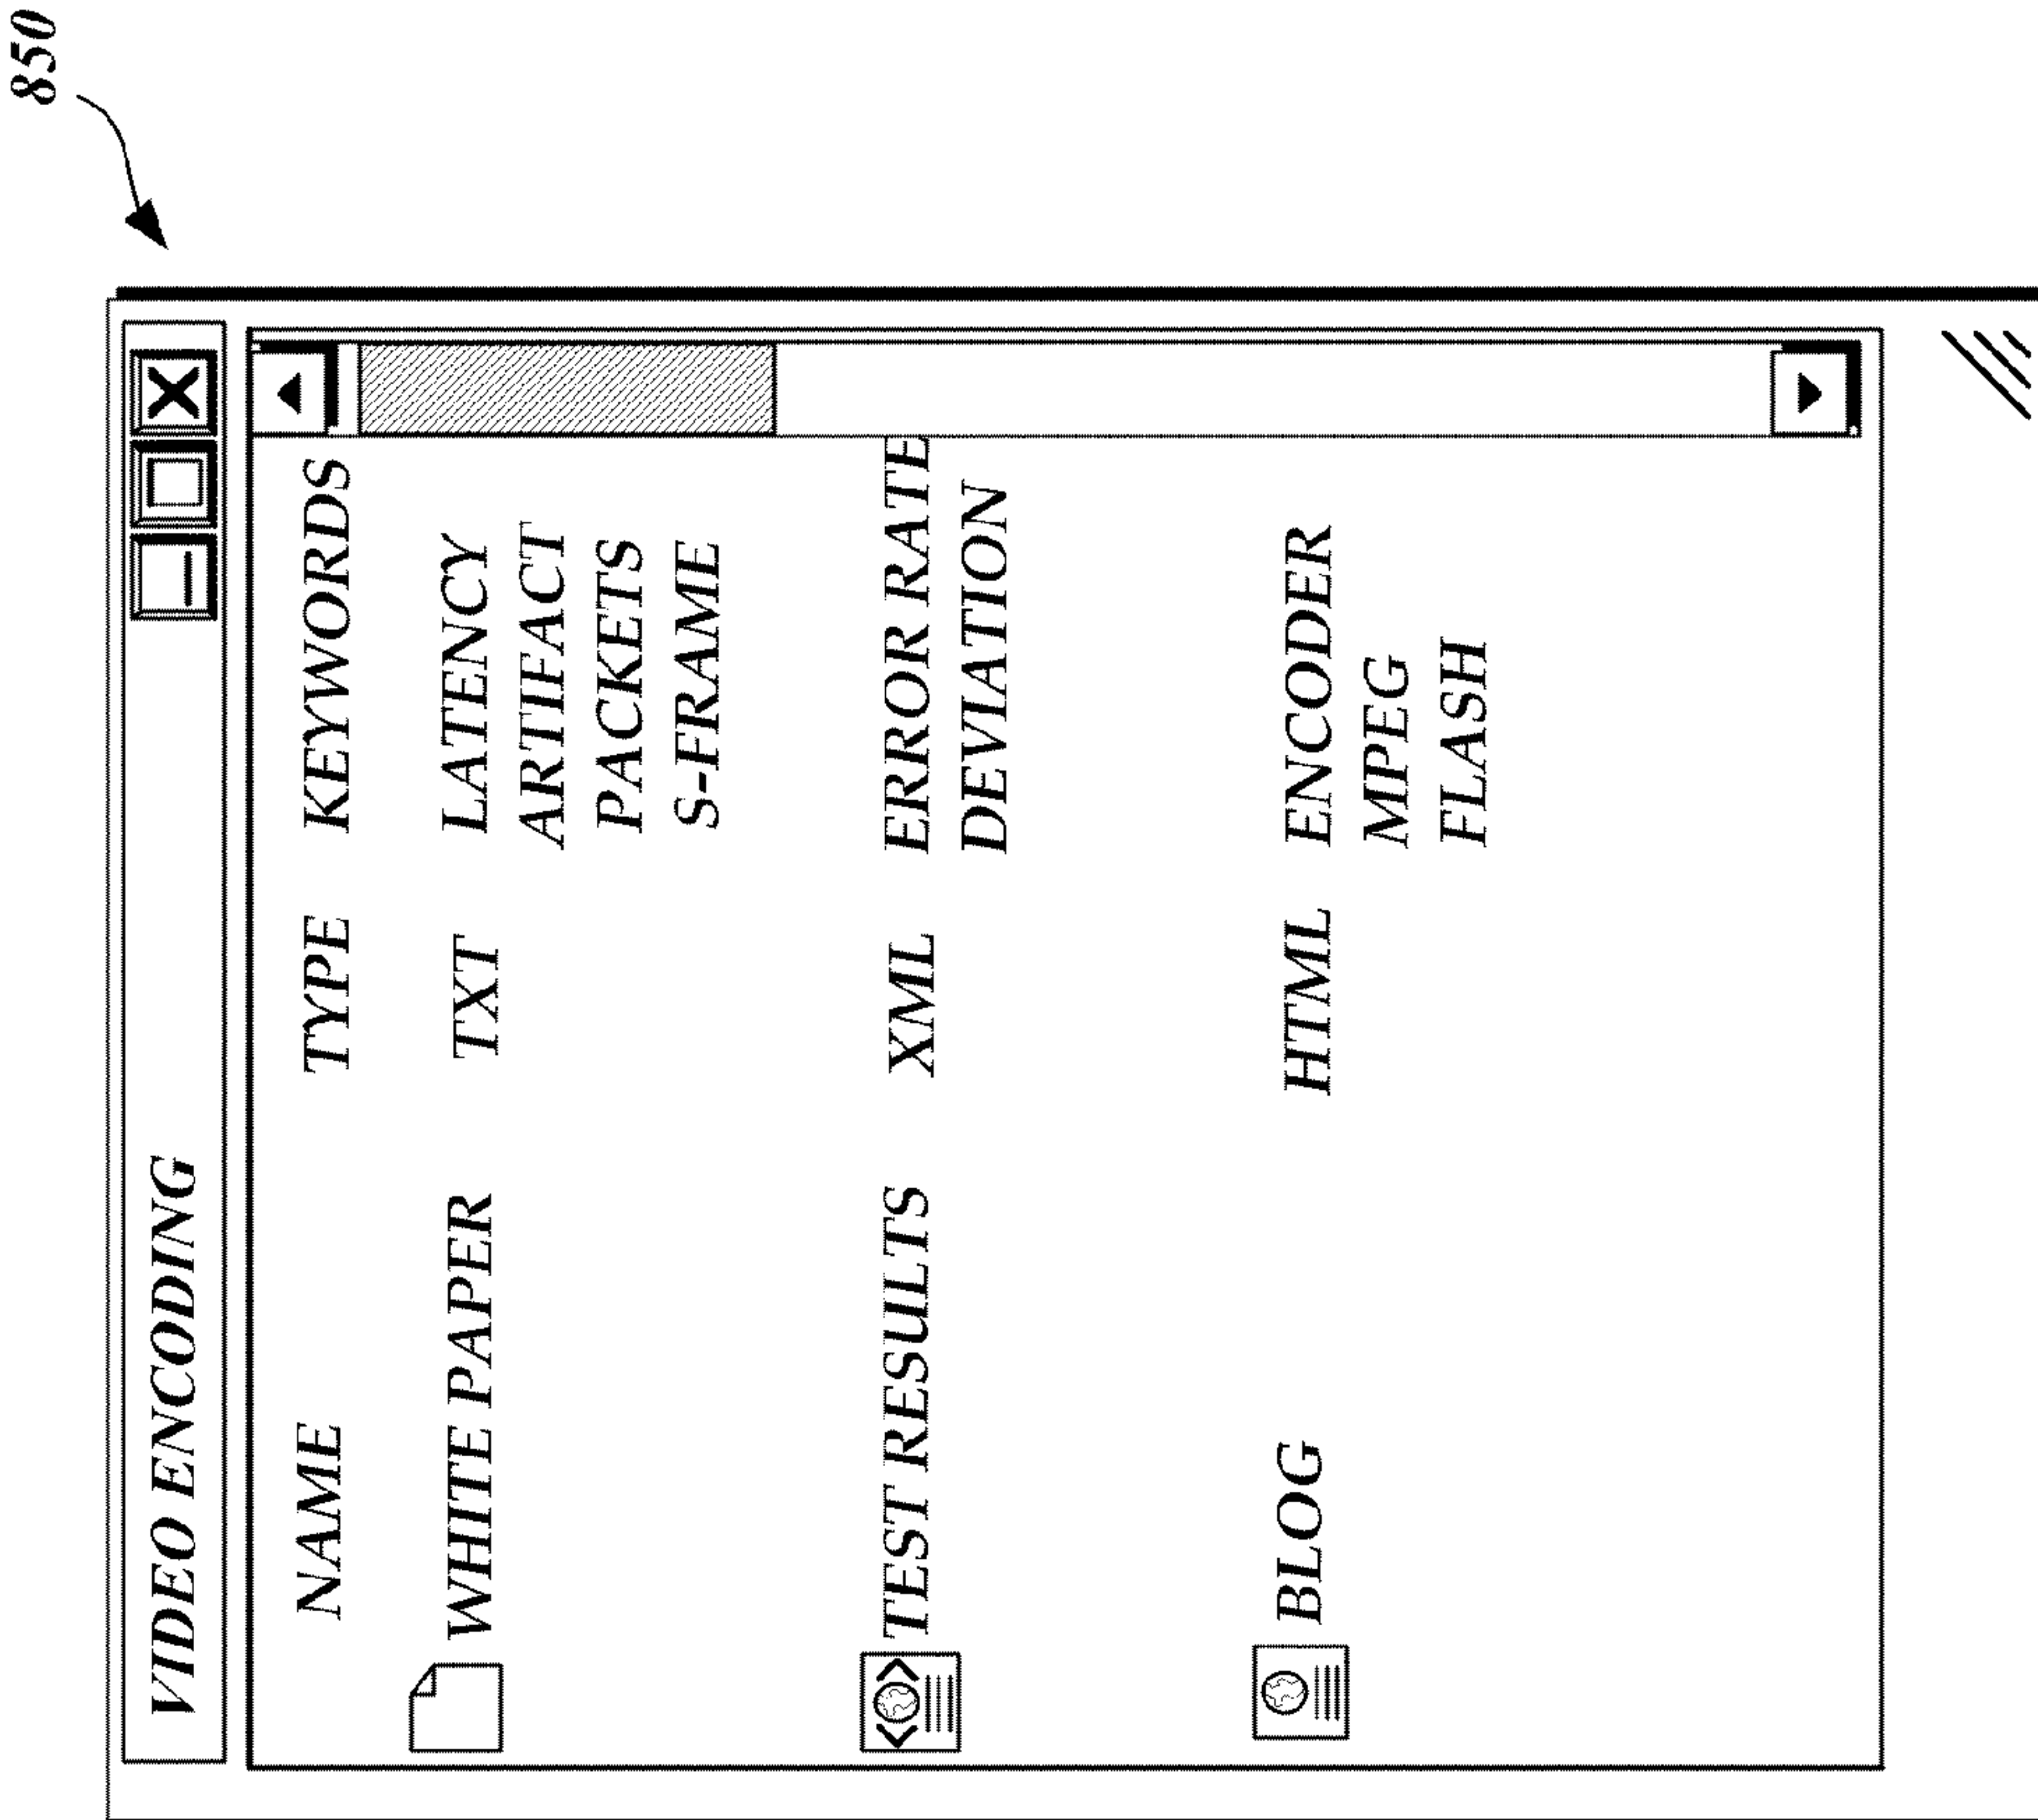 850
VIDEO ENCODING
NAME TYPE KEYWORDS
WHITE PAPER TXT LATENCY
ARTIFACT
PACKETS
S-FRAME
TEST RESULTS XML ERROR RATE
DEVIATION
BLOG HTML ENCODER
MPEG
FLASH